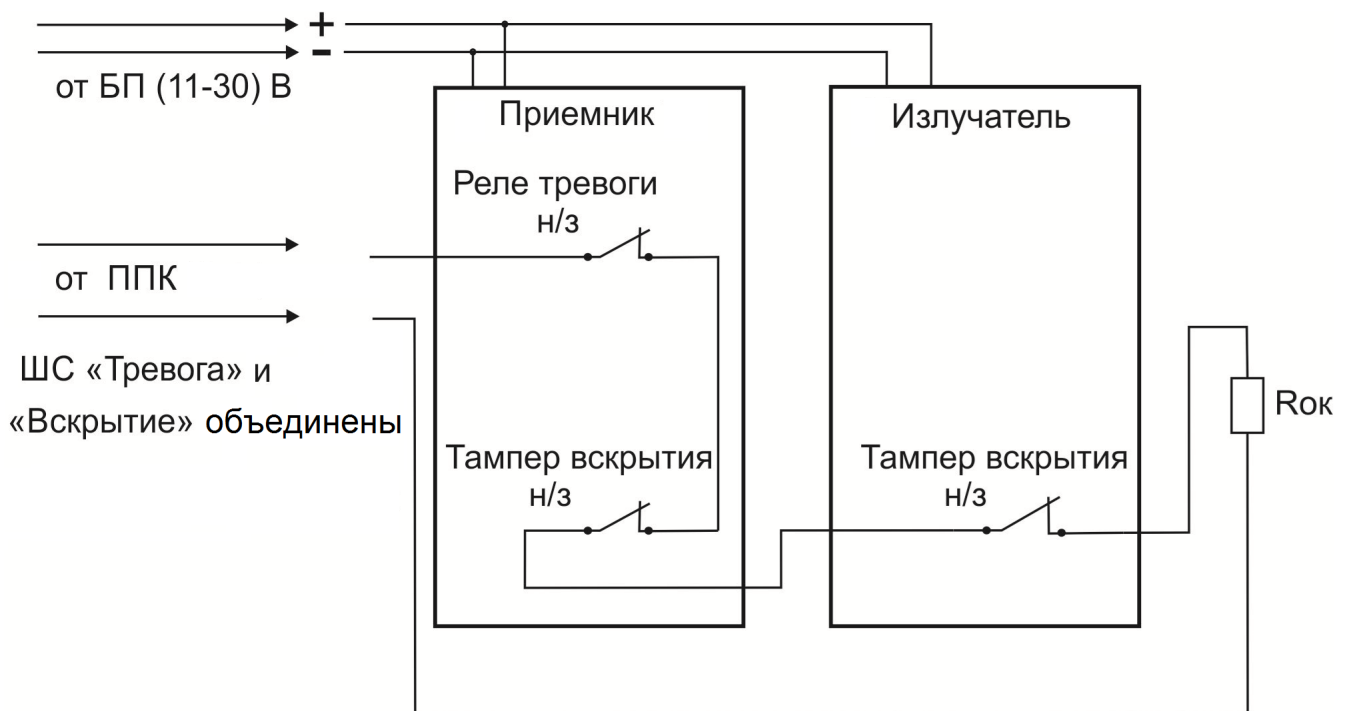 +
-
от БП (11-30) В
Приемник
Излучатель
Реле тревоги
н/з
от ППК
ШС «Тревога» и
«Вскрытие» объединены
Rок
Тампер вскрытия
н/з
Тампер вскрытия
н/з